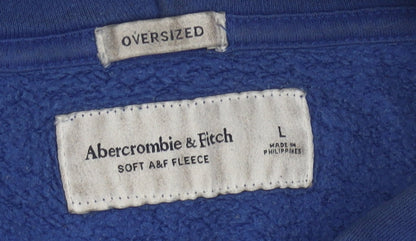 OVERSIZED
Abercrombie & Fitch
SOFT A&F FLEECE
L
MADE IN
PHILIPPINES